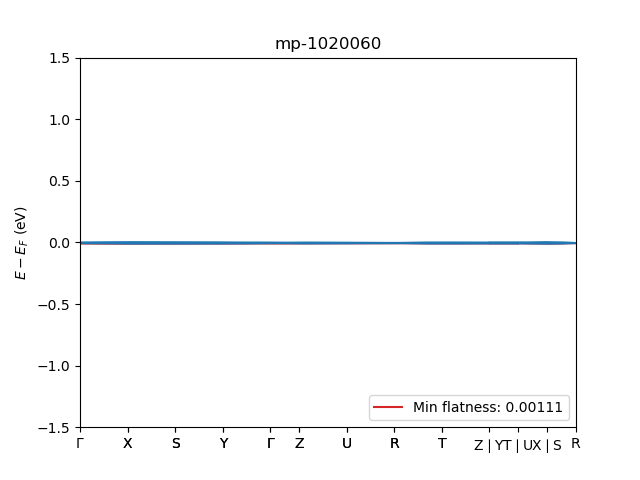 mp-1020060
E − E_F (eV)
1.5
1.0
0.5
0.0
−0.5
−1.0
−1.5
Min flatness: 0.00111
Γ X S Y Γ Z U R T Z | YT | UX | S R